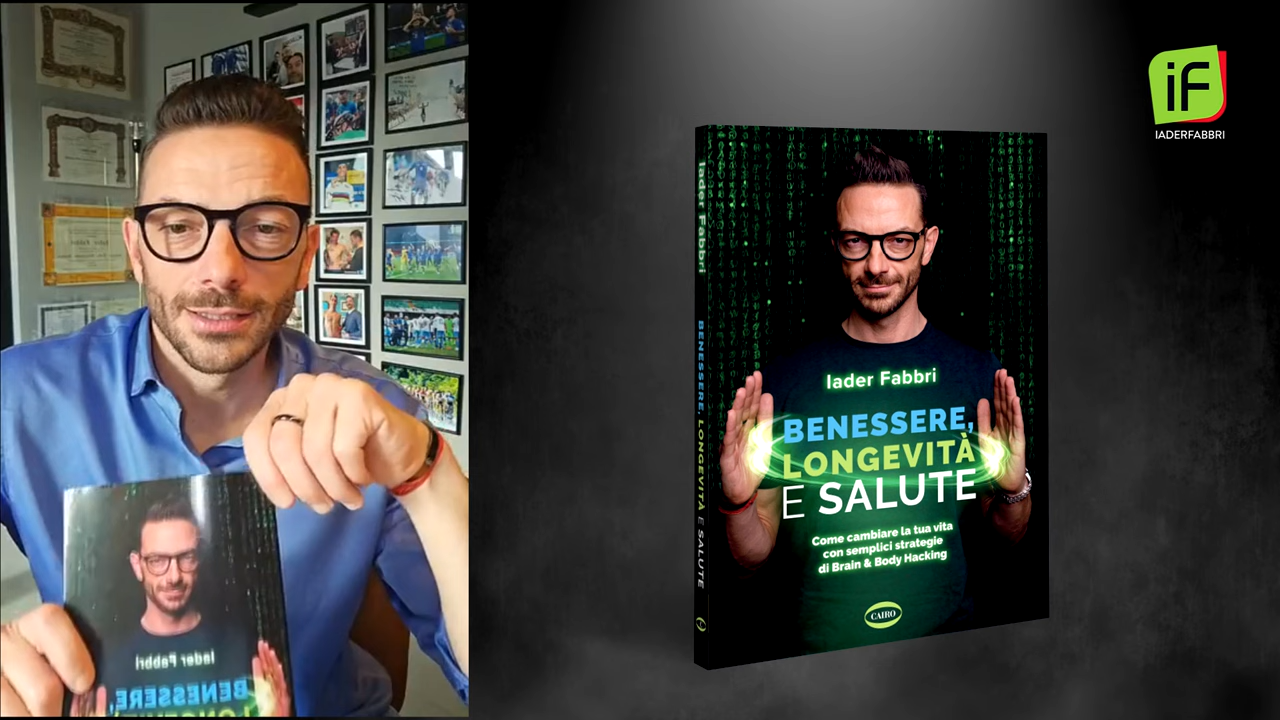 Iader Fabbri
BENESSERE,
LONGEVITÀ
iF
IADERFABBRI
Iader Fabbri
BENESSERE, LONGEVITÀ E SALUTE
Iader Fabbri
BENESSERE,
LONGEVITÀ
E SALUTE
Come cambiare la tua vita
con semplici strategie
di Brain & Body Hacking
CAIRO